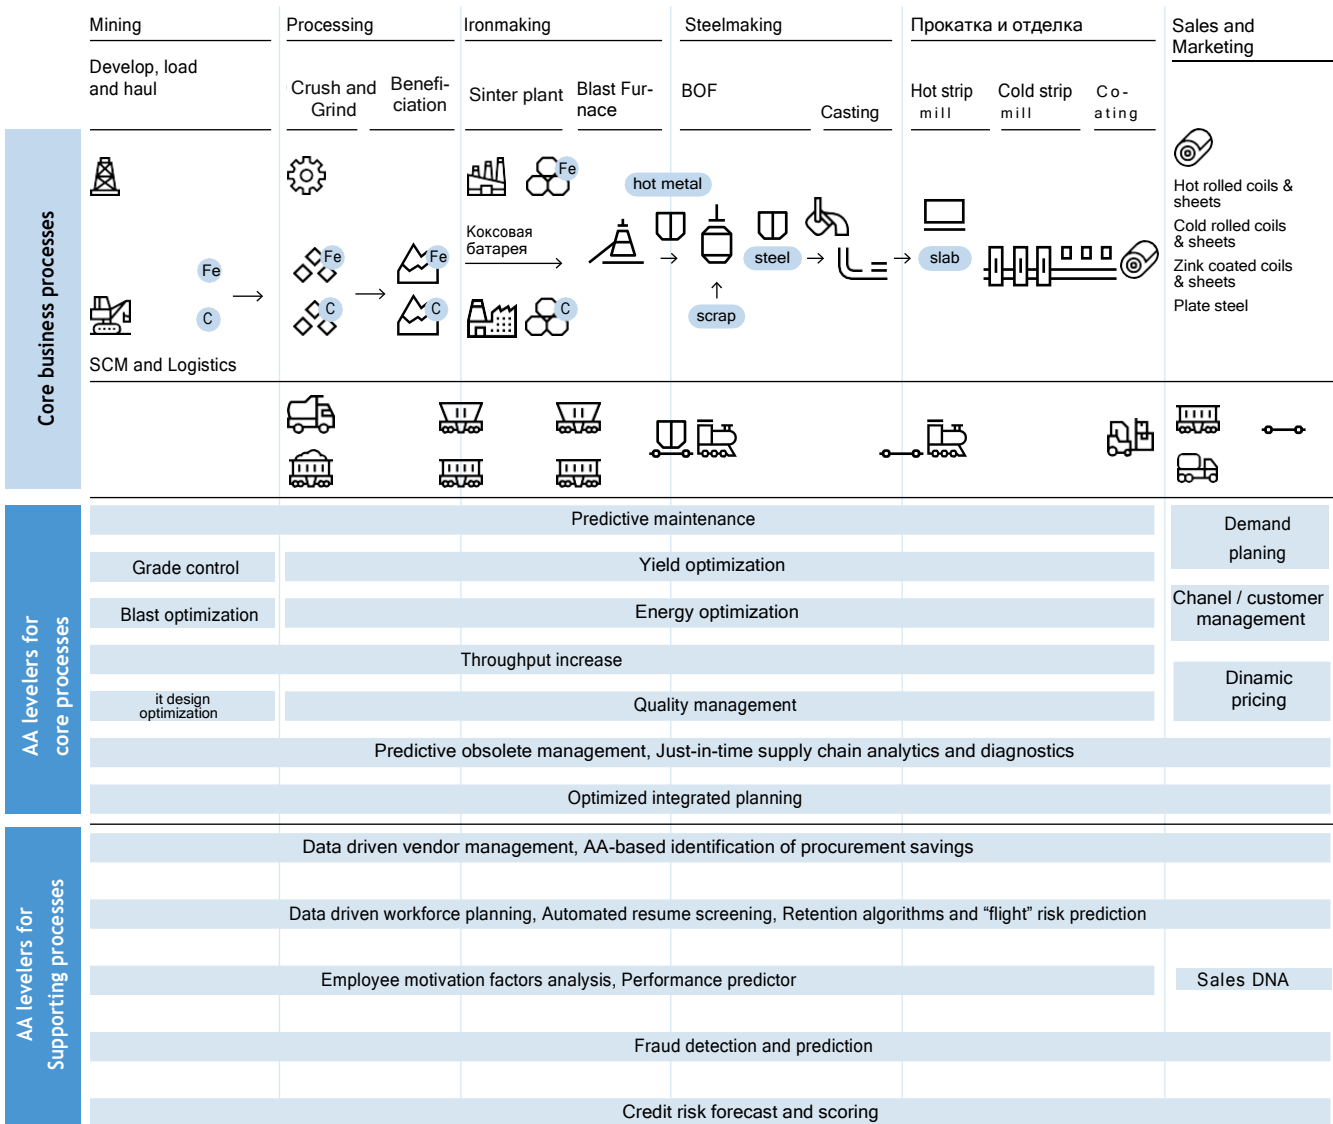 Mining
Processing
Ironmaking
Steelmaking
Прокатка и отделка
Sales and
Marketing
Develop, load
and haul
Crush and
Grind
Benefi-
ciation
Sinter plant
Blast Fur-
nace
BOF
Casting
Hot strip
mill
Cold strip
mill
Co-
ating
Core business processes
Fe
C
Fe
C
Fe
C
Fe
Коксовая
батарея
C
hot metal
steel
scrap
slab
Hot rolled coils &
sheets
Cold rolled coils
& sheets
Zink coated coils
& sheets
Plate steel
SCM and Logistics
AA levelers for
core processes
Predictive maintenance
Demand
planing
Grade control
Yield optimization
Blast optimization
Energy optimization
Chanel / customer
management
Throughput increase
it design
optimization
Quality management
Dinamic
pricing
Predictive obsolete management, Just-in-time supply chain analytics and diagnostics
Optimized integrated planning
AA levelers for
Supporting processes
Data driven vendor management, AA-based identification of procurement savings
Data driven workforce planning, Automated resume screening, Retention algorithms and “flight” risk prediction
Employee motivation factors analysis, Performance predictor
Sales DNA
Fraud detection and prediction
Credit risk forecast and scoring